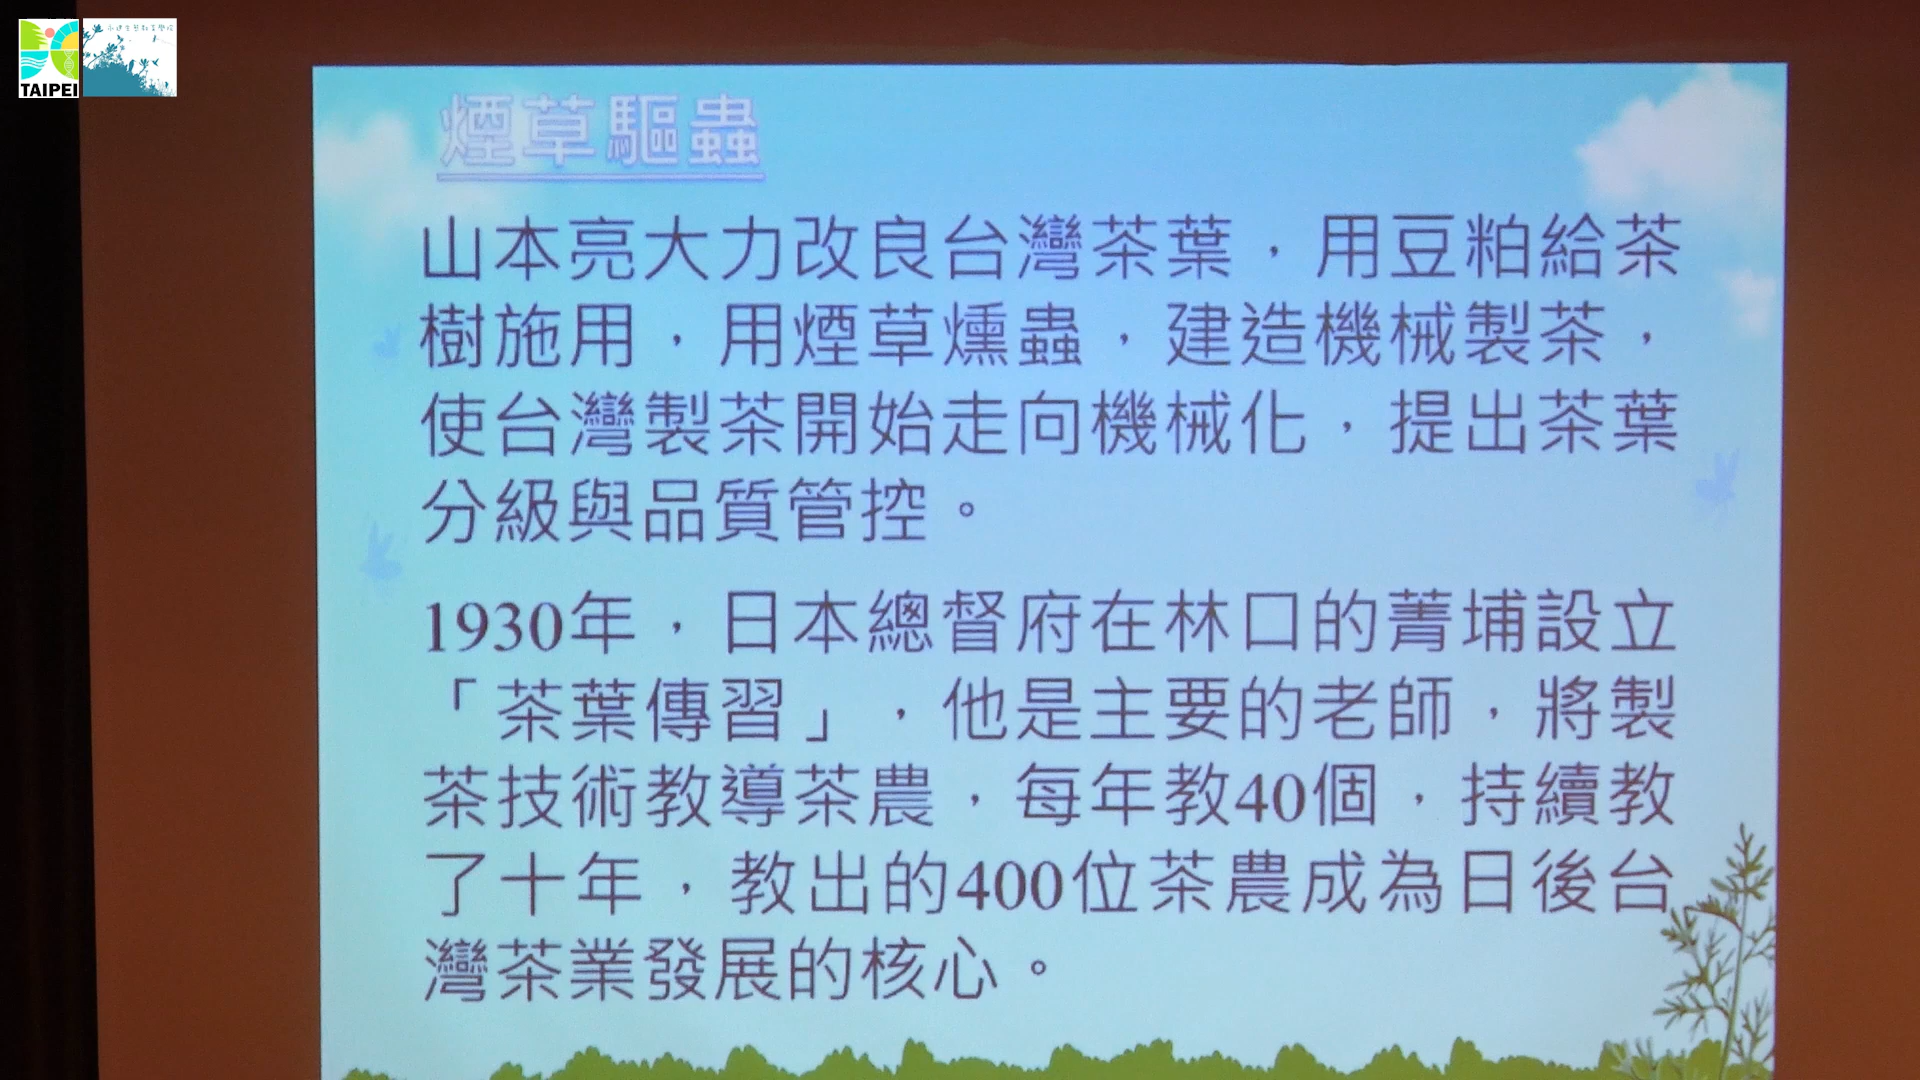 TAIPEI
煙草驅蟲
山本亮大力改良台灣茶葉，用豆粕給茶
樹施用，用煙草燻蟲，建造機械製茶，
使台灣製茶開始走向機械化，提出茶葉
分級與品質管控。
1930年，日本總督府在林口的菁埔設立
「茶葉傳習」，他是主要的老師，將製
茶技術教導茶農，每年教40個，持續教
了十年，教出的400位茶農成為日後台
灣茶業發展的核心。